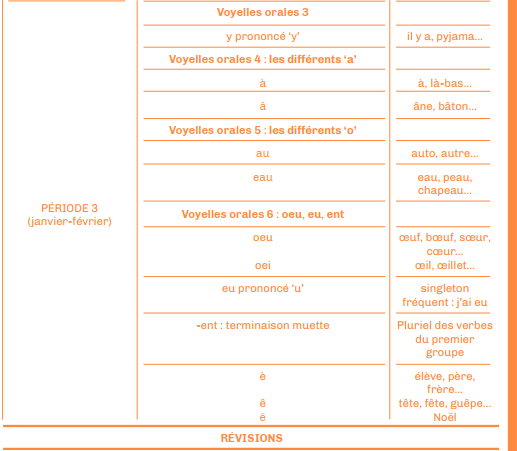 Voyelles orales 3
y prononcé ‘y’
il y a, pyjama...
Voyelles orales 4 : les différents ‘a’
à
à, là-bas...
â
âne, bâton...
Voyelles orales 5 : les différents ‘o’
au
auto, autre...
eau
eau, peau,
chapeau...
PÉRIODE 3
(janvier-février)
Voyelles orales 6 : oeu, eu, ent
oeu
œuf, bœuf, sœur,
cœur...
oei
œil, œillet...
eu prononcé ‘u’
singleton
fréquent : j'ai eu
-ent : terminaison muette
Pluriel des verbes
du premier
groupe
è
élève, père,
frère...
ê
tête, fête, guêpe...
ë
Noël
RÉVISIONS